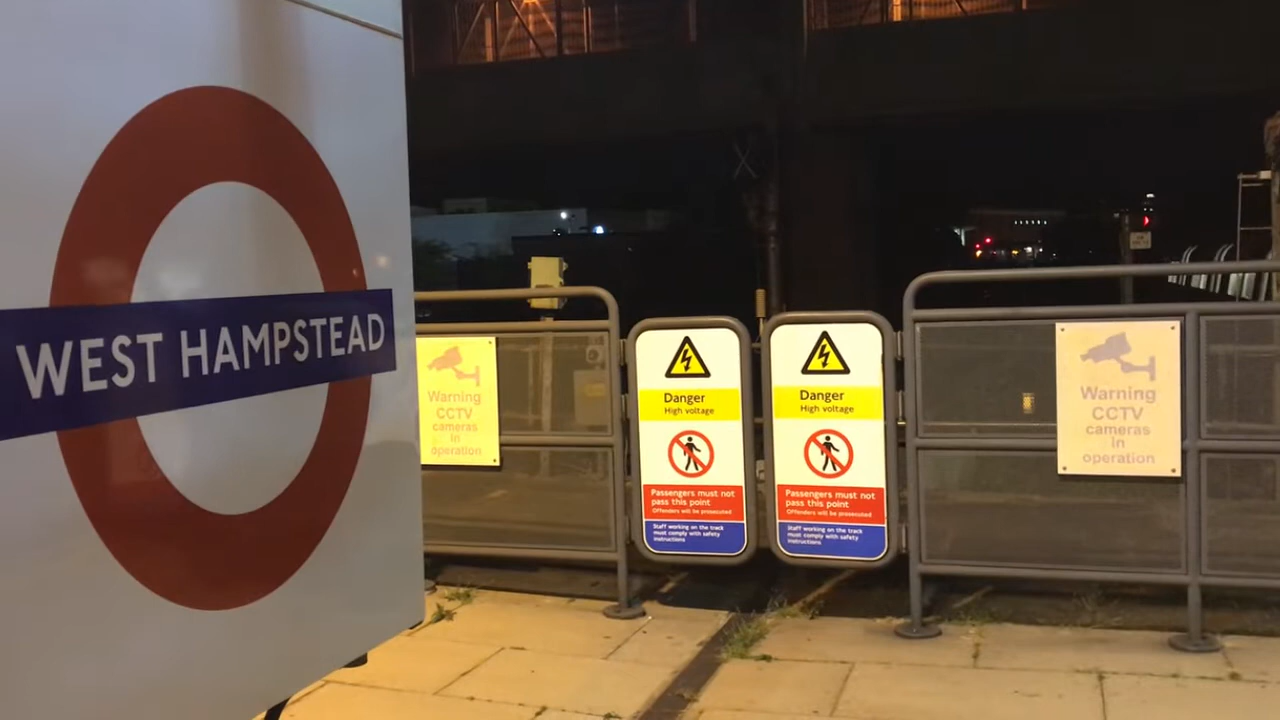 WEST HAMPSTEAD
Warning
CCTV
cameras
in
operation
Danger
High voltage
Passengers must not
pass this point
Offenders will be prosecuted
Staff working on the track
must comply with safety
instructions
Danger
High voltage
Passengers must not
pass this point
Offenders will be prosecuted
Staff working on the track
must comply with safety
instructions
Warning
CCTV
cameras
in
operation